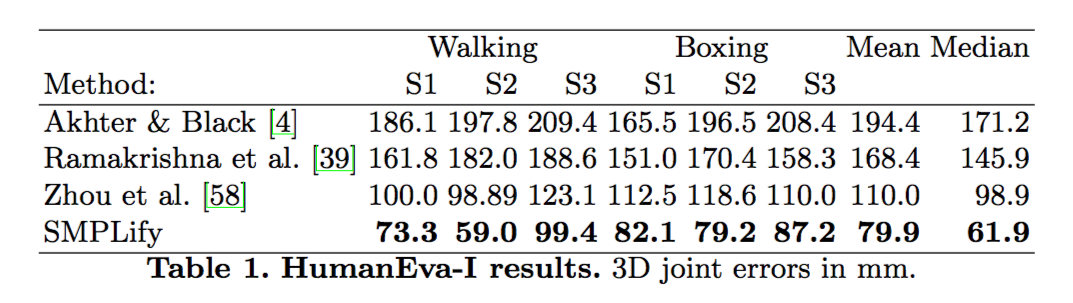 Walking Boxing Mean Median
Method: S1 S2 S3 S1 S2 S3
Akhter & Black [4] 186.1 197.8 209.4 165.5 196.5 208.4 194.4 171.2
Ramakrishna et al. [39] 161.8 182.0 188.6 151.0 170.4 158.3 168.4 145.9
Zhou et al. [58] 100.0 98.89 123.1 112.5 118.6 110.0 110.0 98.9
SMPLify 73.3 59.0 99.4 82.1 79.2 87.2 79.9 61.9
Table 1. HumanEva-I results. 3D joint errors in mm.